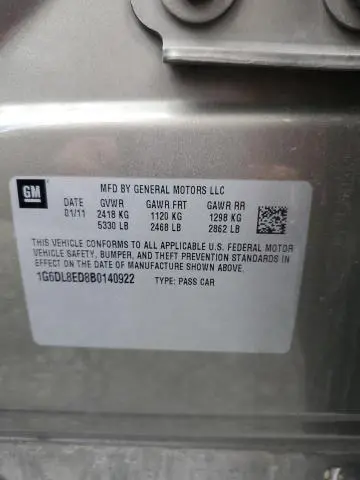 GM
MFD BY GENERAL MOTORS LLC
DATE GVWR GAWR FRT GAWR RR
01/11 2418 KG 1120 KG 1298 KG
5330 LB 2468 LB 2862 LB
THIS VEHICLE CONFORMS TO ALL APPLICABLE U.S. FEDERAL MOTOR
VEHICLE SAFETY, BUMPER, AND THEFT PREVENTION STANDARDS IN
EFFECT ON THE DATE OF MANUFACTURE SHOWN ABOVE.
1G6DL8ED8B0140922 TYPE: PASS CAR